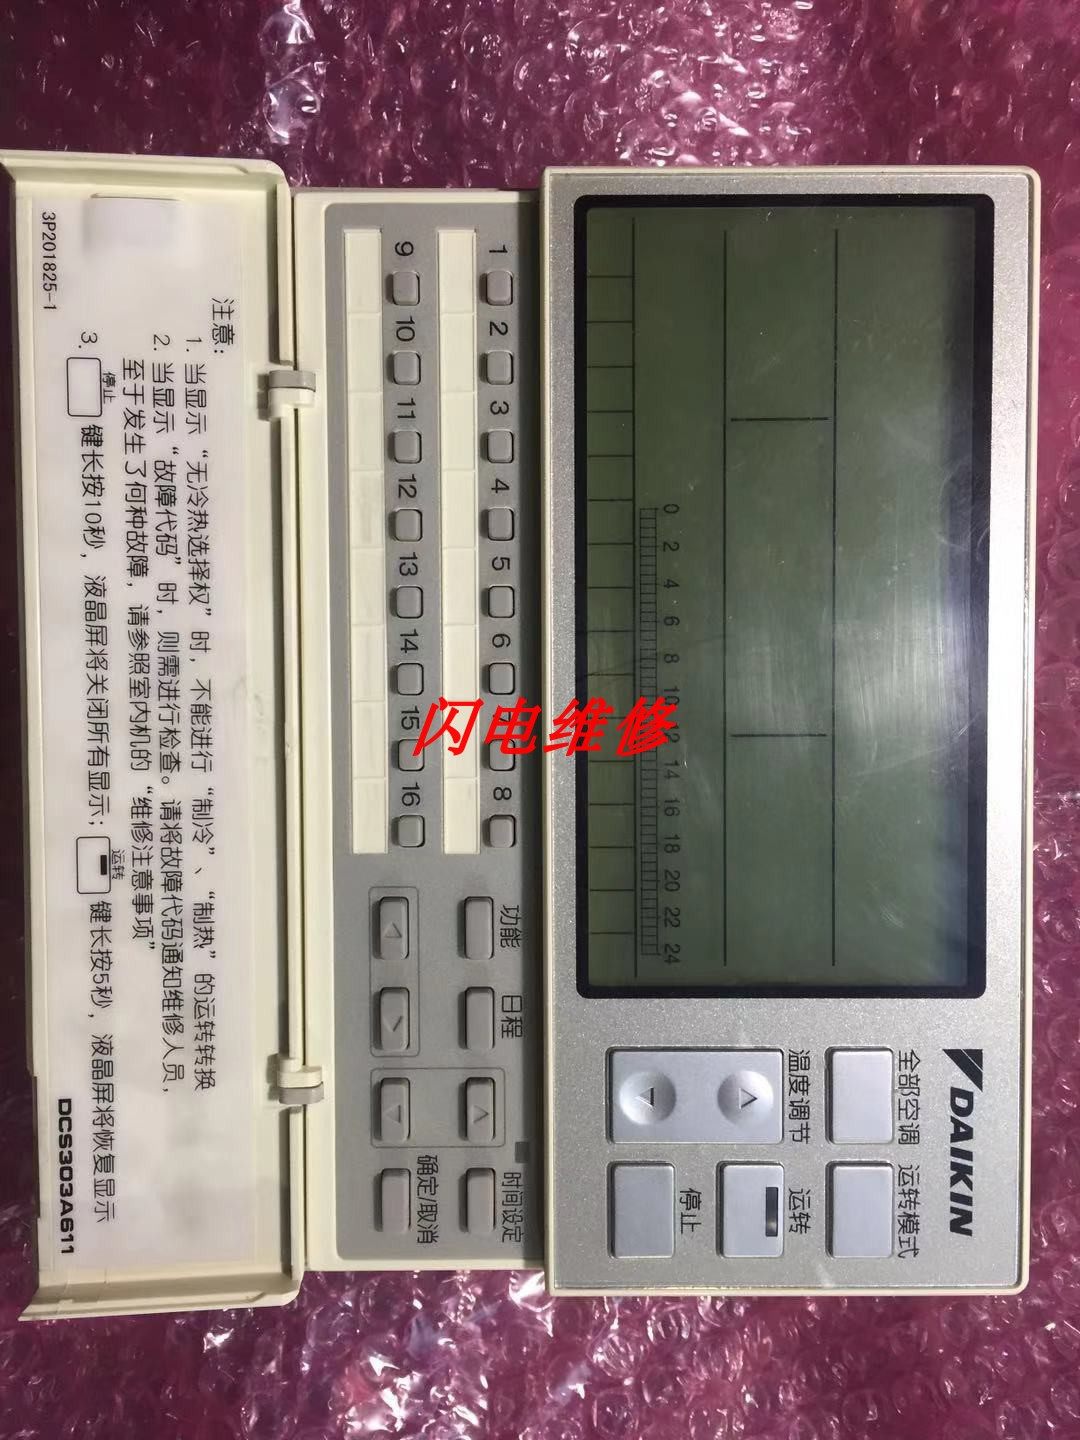 DAIKIN
全部空调
运转模式
温度调节
运转
停止
0 2 4 6 8 10 12 14 16 18 20 22 24
1 2 3 4 5 6 8
9 10 11 12 13 14 15 16
功能
日程
时间设定
确定/取消
闪电维修
注意:
1. 当显示“无冷热选择权”时，不能进行“制冷”、“制热”的运转转换
2. 当显示“故障代码”时，则需进行检查。请将故障代码通知维修人员，
至于发生了何种故障，请参照室内机的“维修注意事项”
3. 停止 键长按10秒，液晶屏将关闭所有显示；运转 键长按5秒，液晶屏将恢复显示
3P201825-1
DCS303A611